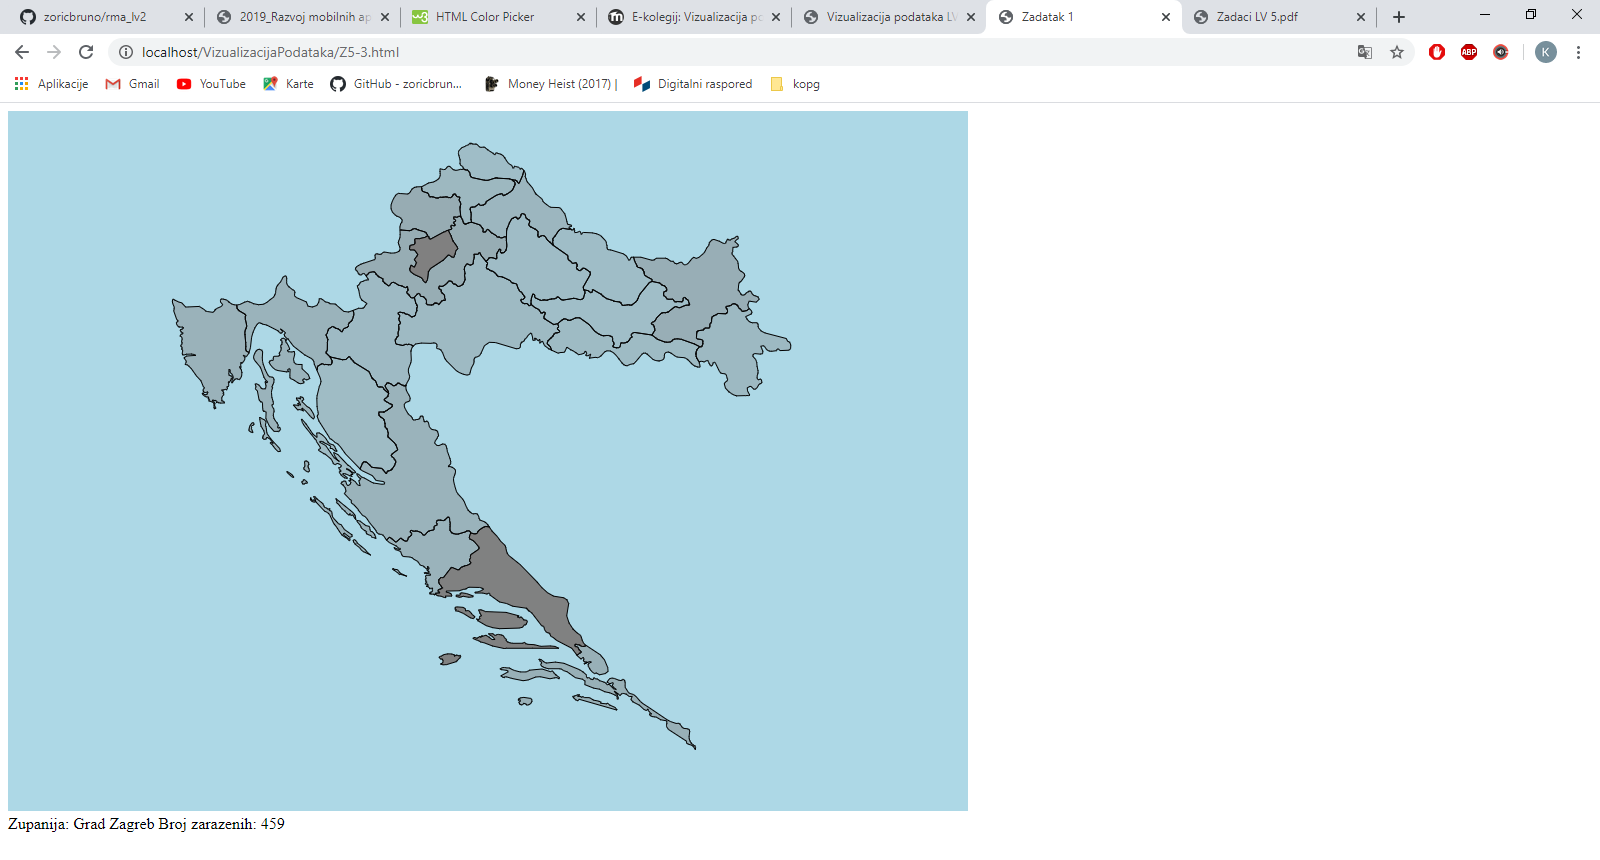 zoricbruno/rma_lv2
2019_Razvoj mobilnih ap
HTML Color Picker
E-kolegij: Vizualizacija po
Vizualizacija podataka LV
Zadatak 1
Zadaci LV 5.pdf
localhost/VizualizacijaPodataka/Z5-3.html
ABP
K
Aplikacije
Gmail
YouTube
Karte
GitHub - zoricbrun...
Money Heist (2017) |
Digitalni raspored
kopg
Zupanija: Grad Zagreb Broj zarazenih: 459